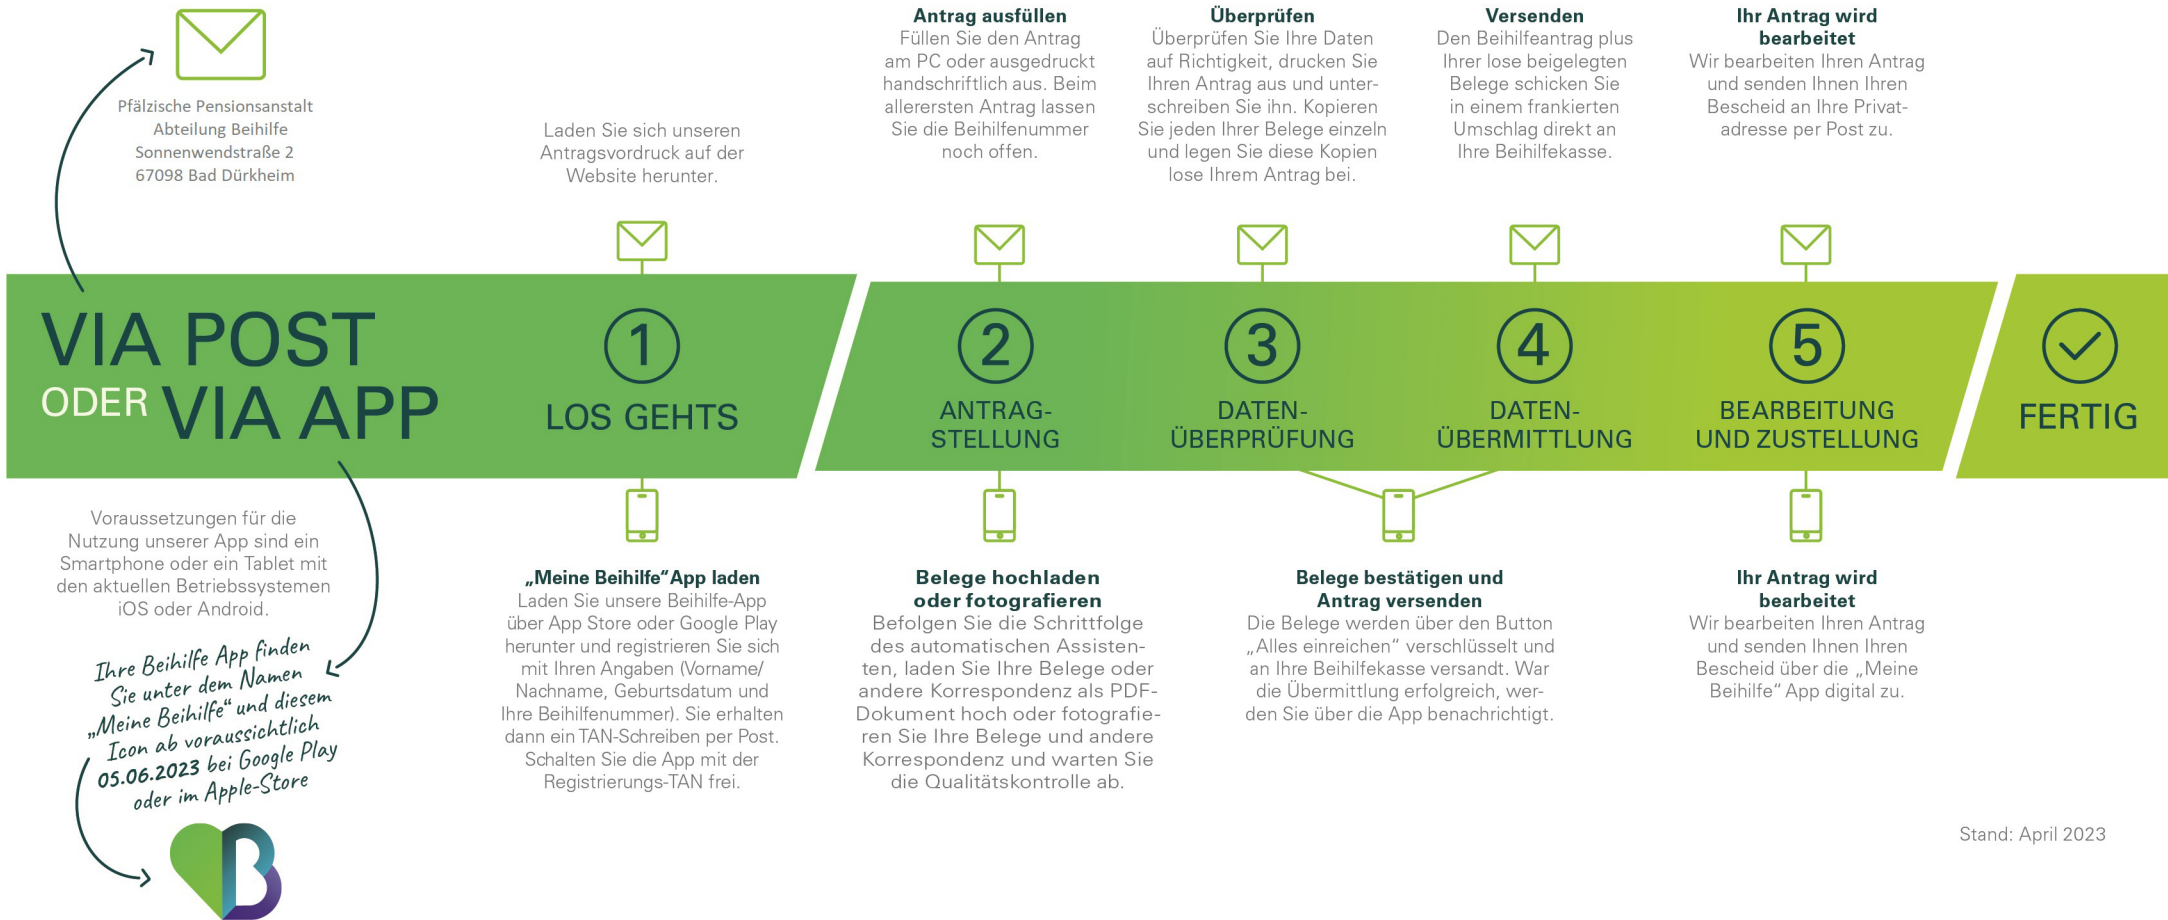 Pfälzische Pensionsanstalt
Abteilung Beihilfe
Sonnenwendstraße 2
67098 Bad Dürkheim
Laden Sie sich unseren
Antragsvordruck auf der
Website herunter.
Antrag ausfüllen
Füllen Sie den Antrag
am PC oder ausgedruckt
handschriftlich aus. Beim
allerersten Antrag lassen
Sie die Beihilfenummer
noch offen.
Überprüfen
Überprüfen Sie Ihre Daten
auf Richtigkeit, drucken Sie
Ihren Antrag aus und unter-
schreiben Sie ihn. Kopieren
Sie jeden Ihrer Belege einzeln
und legen Sie diese Kopien
lose Ihrem Antrag bei.
Versenden
Den Beihilfeantrag plus
Ihrer lose beigelegten
Belege schicken Sie
in einem frankierten
Umschlag direkt an
Ihre Beihilfekasse.
Ihr Antrag wird
bearbeitet
Wir bearbeiten Ihren Antrag
und senden Ihnen Ihren
Bescheid an Ihre Privat-
adresse per Post zu.
VIA POST
ODER VIA APP
1
LOS GEHTS
2
ANTRAG-
STELLUNG
3
DATEN-
ÜBERPRÜFUNG
4
DATEN-
ÜBERMITTLUNG
5
BEARBEITUNG
UND ZUSTELLUNG
FERTIG
Voraussetzungen für die
Nutzung unserer App sind ein
Smartphone oder ein Tablet mit
den aktuellen Betriebssystemen
iOS oder Android.
Ihre Beihilfe App finden
Sie unter dem Namen
„Meine Beihilfe“ und diesem
Icon ab voraussichtlich
05.06.2023 bei Google Play
oder im Apple-Store
B
„Meine Beihilfe“ App laden
Laden Sie unsere Beihilfe-App
über App Store oder Google Play
herunter und registrieren Sie sich
mit Ihren Angaben (Vorname/
Nachname, Geburtsdatum und
Ihre Beihilfenummer). Sie erhalten
dann ein TAN-Schreiben per Post.
Schalten Sie die App mit der
Registrierungs-TAN frei.
Belege hochladen
oder fotografieren
Befolgen Sie die Schrittfolge
des automatischen Assisten-
ten, laden Sie Ihre Belege oder
andere Korrespondenz als PDF-
Dokument hoch oder fotografie-
ren Sie Ihre Belege und andere
Korrespondenz und warten Sie
die Qualitätskontrolle ab.
Belege bestätigen und
Antrag versenden
Die Belege werden über den Button
„Alles einreichen“ verschlüsselt und
an Ihre Beihilfekasse versandt. War
die Übermittlung erfolgreich, wer-
den Sie über die App benachrichtigt.
Ihr Antrag wird
bearbeitet
Wir bearbeiten Ihren Antrag
und senden Ihnen Ihren
Bescheid über die „Meine
Beihilfe“ App digital zu.
Stand: April 2023